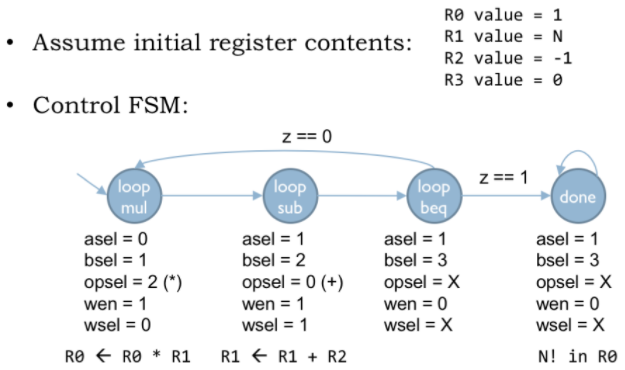 R0 value = 1
R1 value = N
R2 value = -1
R3 value = 0
• Assume initial register contents:
• Control FSM:
z == 0
z == 1
loop
mul
loop
sub
loop
beq
done
asel = 0
bsel = 1
opsel = 2 (*)
wen = 1
wsel = 0
R0 ← R0 * R1
asel = 1
bsel = 2
opsel = 0 (+)
wen = 1
wsel = 1
R1 ← R1 + R2
asel = 1
bsel = 3
opsel = X
wen = 0
wsel = X
asel = 1
bsel = 3
opsel = X
wen = 0
wsel = X
N! in R0